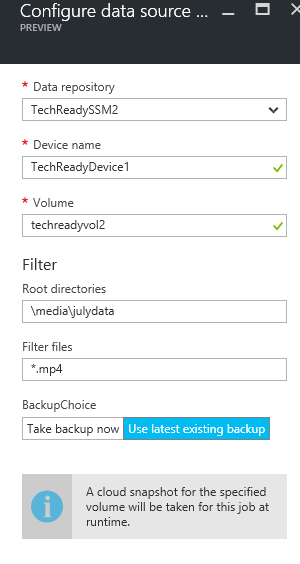 Configure data source ...
PREVIEW
* Data repository
TechReadySSM2
* Device name
TechReadyDevice1
* Volume
techreadyvol2
Filter
Root directories
\media\julydata
Filter files
*.mp4
BackupChoice
Take backup now Use latest existing backup
A cloud snapshot for the specified
volume will be taken for this job at
runtime.